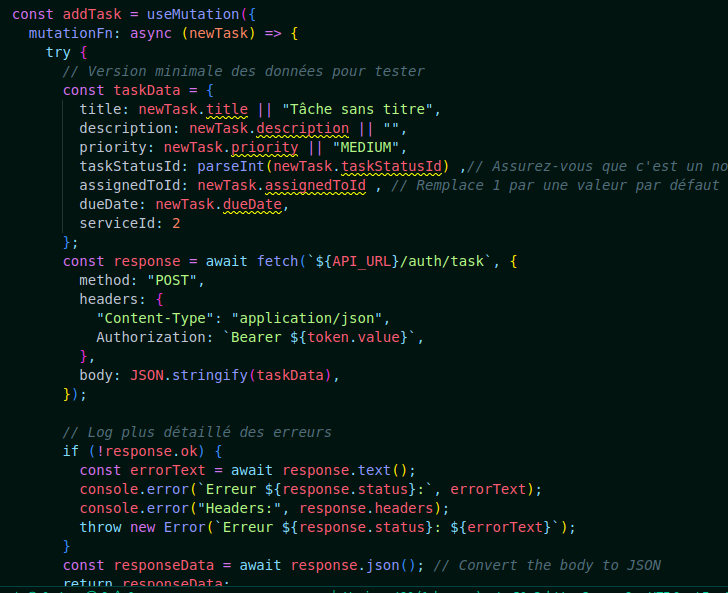 const addTask = useMutation({
mutationFn: async (newTask) => {
try {
// Version minimale des données pour tester
const taskData = {
title: newTask.title || "Tâche sans titre",
description: newTask.description || "",
priority: newTask.priority || "MEDIUM",
taskStatusId: parseInt(newTask.taskStatusId) ,// Assurez-vous que c'est un no
assignedToId: newTask.assignedToId , // Remplace 1 par une valeur par défaut
dueDate: newTask.dueDate,
serviceId: 2
};
const response = await fetch(`${API_URL}/auth/task`, {
method: "POST",
headers: {
"Content-Type": "application/json",
Authorization: `Bearer ${token.value}`,
},
body: JSON.stringify(taskData),
});
// Log plus détaillé des erreurs
if (!response.ok) {
const errorText = await response.text();
console.error(`Erreur ${response.status}:`, errorText);
console.error("Headers:", response.headers);
throw new Error(`Erreur ${response.status}: ${errorText}`);
}
const responseData = await response.json(); // Convert the body to JSON
return responseData;